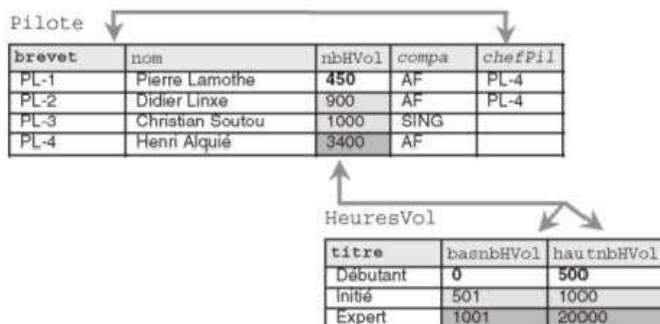 Pilote
brevet nom nbHVol compa chefPil
PL-1 Pierre Lamothe 450 AF PL-4
PL-2 Didier Linxe 900 AF PL-4
PL-3 Christian Soutou 1000 SING
PL-4 Henri Alquié 3400 AF
HeuresVol
titre basnbHVol hautnbHVol
Débutant 0 500
Initié 501 1000
Expert 1001 20000